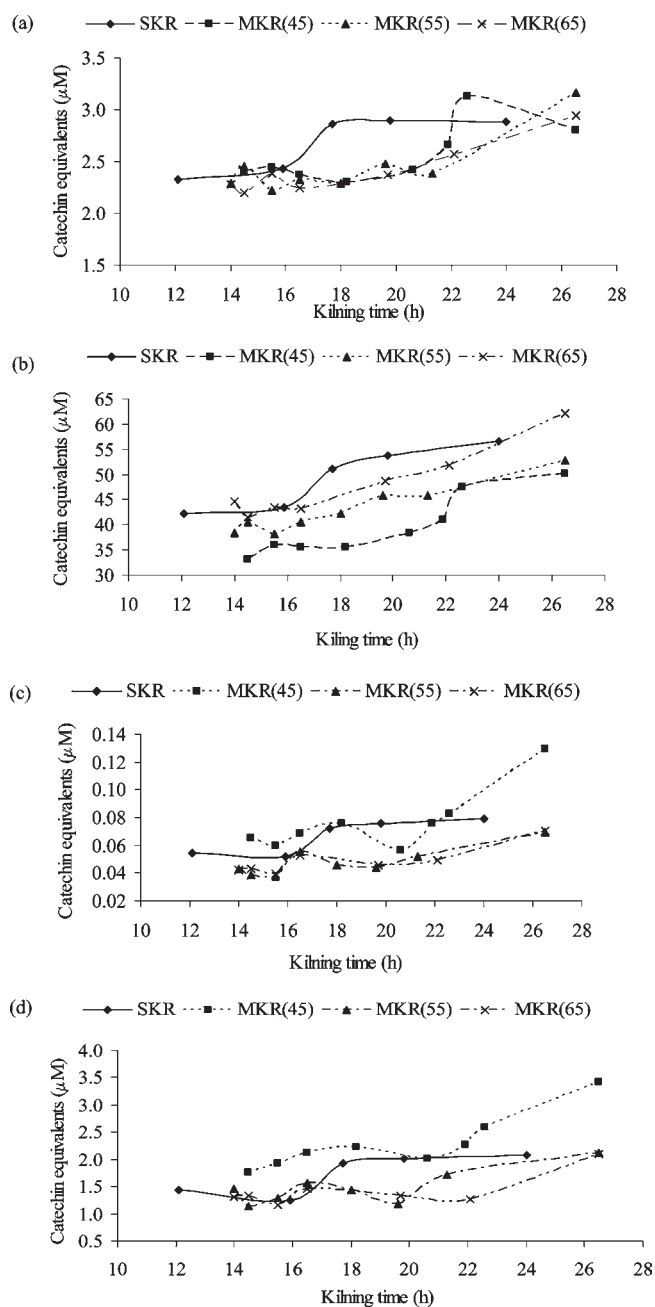 (a)
SKR MKR(45) MKR(55) MKR(65)
Catechin equivalents (μM)
3.5
3.0
2.5
2.0
1.5
10 12 14 16 18 20 22 24 26 28
Kilning time (h)
(b)
SKR MKR(45) MKR(55) MKR(65)
Catechin equivalents (μM)
65
60
55
50
45
40
35
30
10 12 14 16 18 20 22 24 26 28
Kiling time (h)
(c)
SKR MKR(45) MKR(55) MKR(65)
Catechin equivalents (μM)
0.14
0.12
0.10
0.08
0.06
0.04
0.02
10 12 14 16 18 20 22 24 26 28
Kilning time (h)
(d)
SKR MKR(45) MKR(55) MKR(65)
Catechin equivalents (μM)
4.0
3.5
3.0
2.5
2.0
1.5
1.0
0.5
10 12 14 16 18 20 22 24 26 28
Kilning time (h)